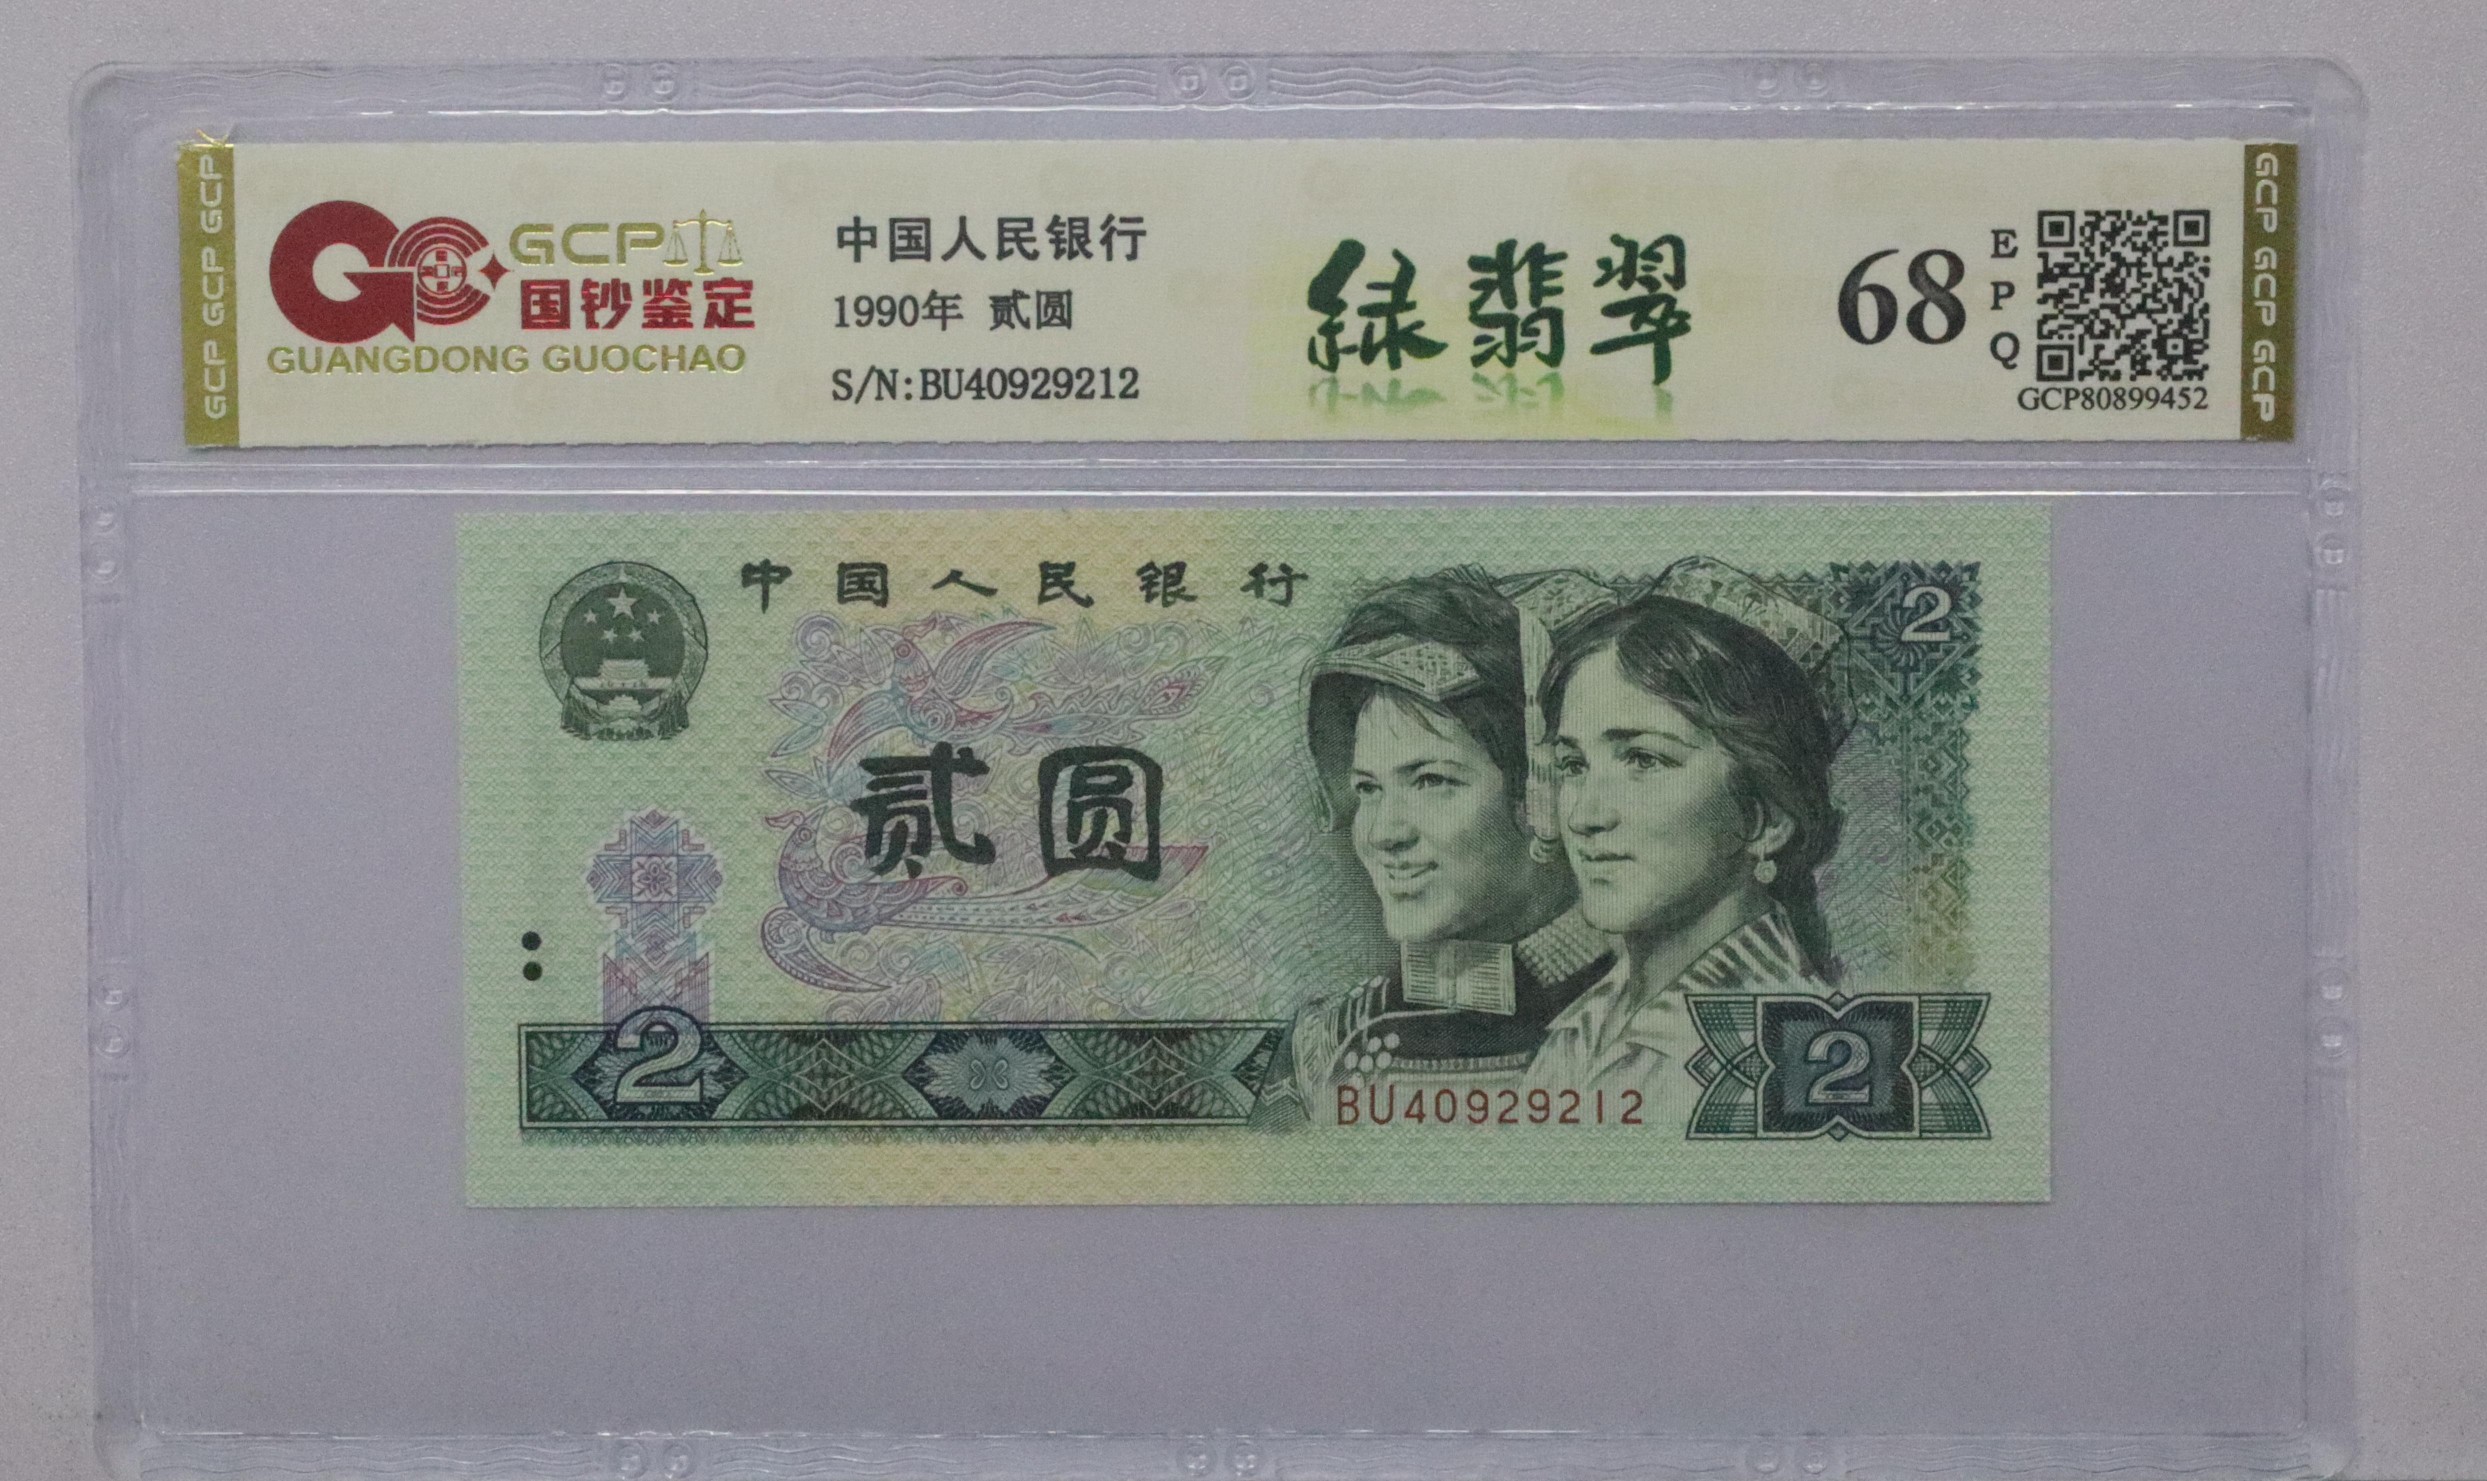 GCP GCP GCP
GCP
国钞鉴定
GUANGDONG GUOCHAO
中国人民银行
1990年 贰圆
S/N:BU40929212
绿翡翠
68
E
P
Q
GCP80899452
GCP GCP GCP
中国人民银行
2
贰圆
2
BU40929212
2